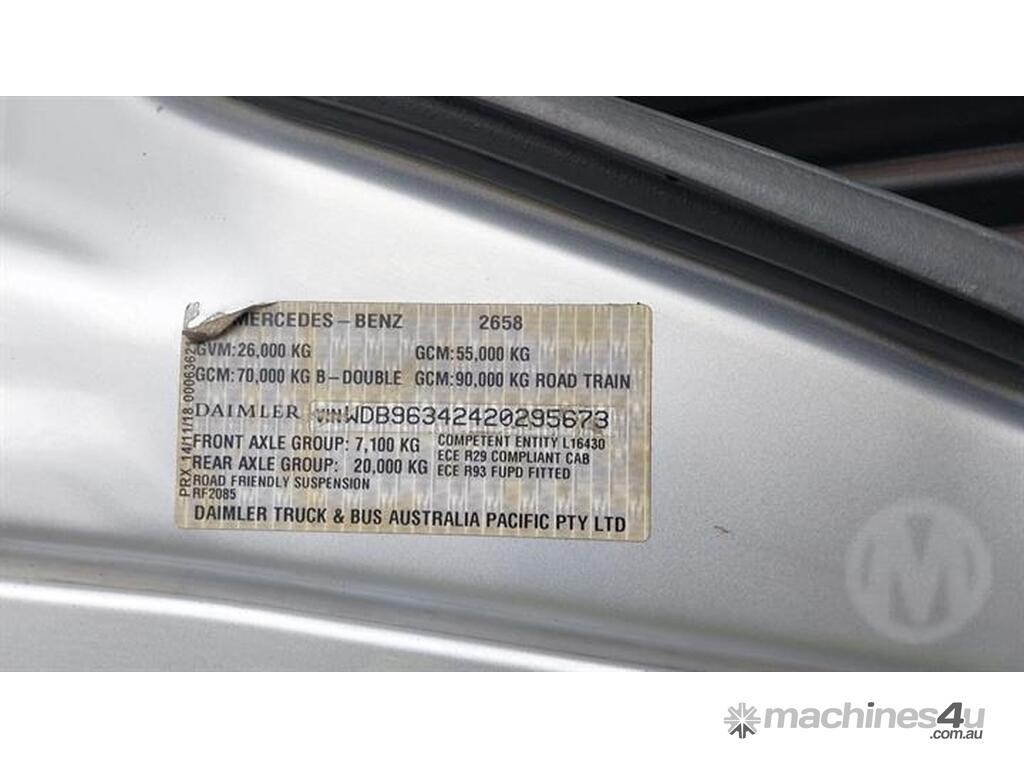 MERCEDES-BENZ 2658
GVM: 26,000 KG GCM: 55,000 KG
GCM: 70,000 KG B-DOUBLE GCM: 90,000 KG ROAD TRAIN
DAIMLER VIN WDB96342420295673
FRONT AXLE GROUP: 7,100 KG
REAR AXLE GROUP: 20,000 KG
ROAD FRIENDLY SUSPENSION
RF2085
COMPETENT ENTITY L16430
ECE R29 COMPLIANT CAB
ECE R93 FUPD FITTED
DAIMLER TRUCK & BUS AUSTRALIA PACIFIC PTY LTD
PRX 14/11/18 0006362
M
machines4u
.com.au